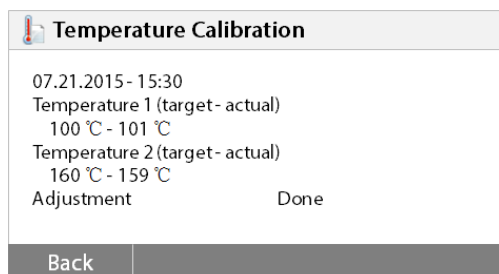 Temperature Calibration
07.21.2015 - 15:30
Temperature 1 (target - actual)
100 ℃ - 101 ℃
Temperature 2 (target - actual)
160 ℃ - 159 ℃
Adjustment Done
Back